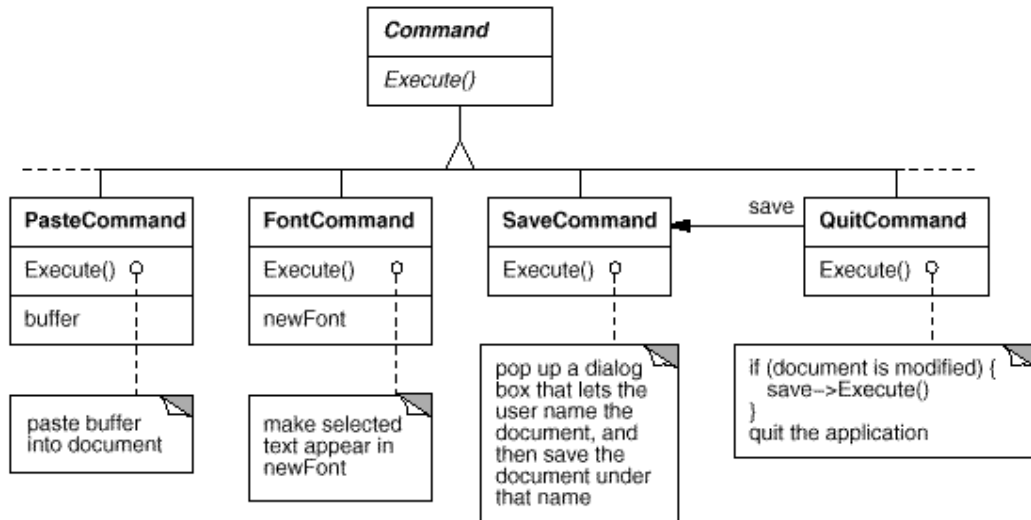 Command
Execute()
PasteCommand
Execute()
buffer
paste buffer
into document
FontCommand
Execute()
newFont
make selected
text appear in
newFont
SaveCommand
Execute()
pop up a dialog
box that lets the
user name the
document, and
then save the
document under
that name
save
QuitCommand
Execute()
if (document is modified) {
save-->Execute()
}
quit the application